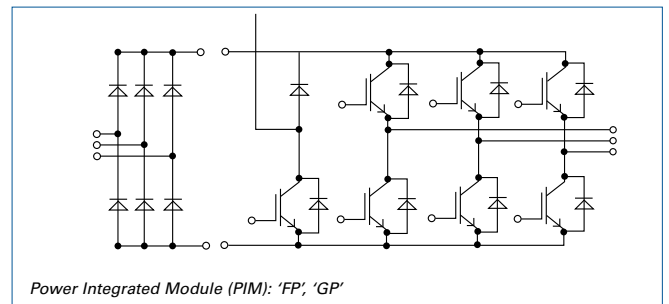 Power Integrated Module (PIM): ‘FP’, ‘GP’